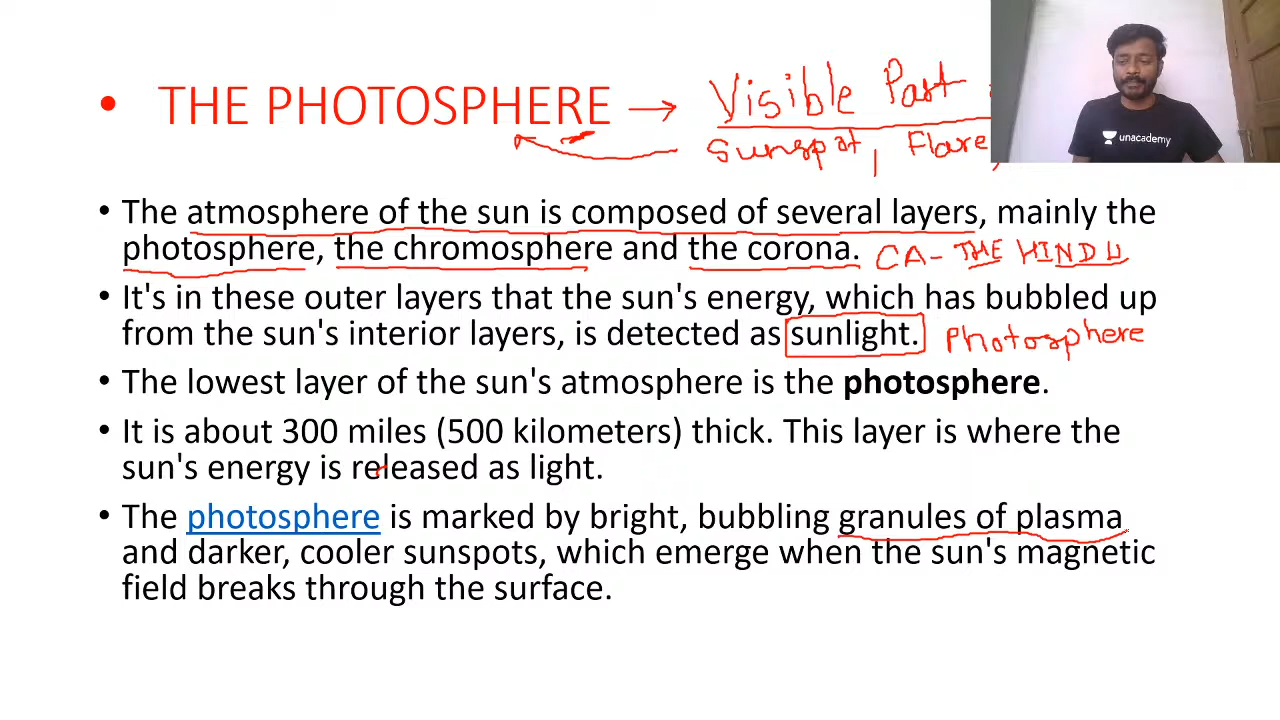 • THE PHOTOSPHERE → Visible Part
Sunspot, Flare,
unacademy
• The atmosphere of the sun is composed of several layers, mainly the
photosphere, the chromosphere and the corona. CA- THE HINDU
• It's in these outer layers that the sun's energy, which has bubbled up
from the sun's interior layers, is detected as sunlight. Photosphere
• The lowest layer of the sun's atmosphere is the photosphere.
• It is about 300 miles (500 kilometers) thick. This layer is where the
sun's energy is released as light.
• The photosphere is marked by bright, bubbling granules of plasma
and darker, cooler sunspots, which emerge when the sun's magnetic
field breaks through the surface.